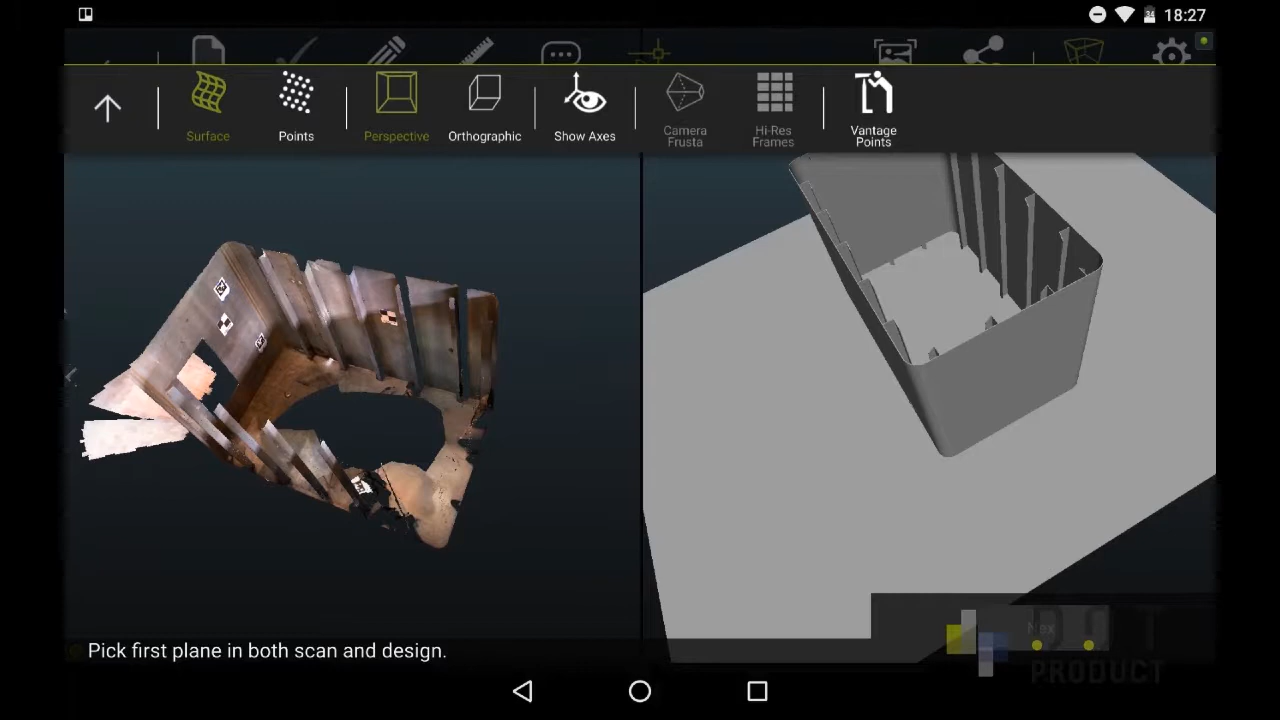 18:27
Surface
Points
Perspective
Orthographic
Show Axes
Camera
Frusta
Hi-Res
Frames
Vantage
Points
Pick first plane in both scan and design.
PRODUCT